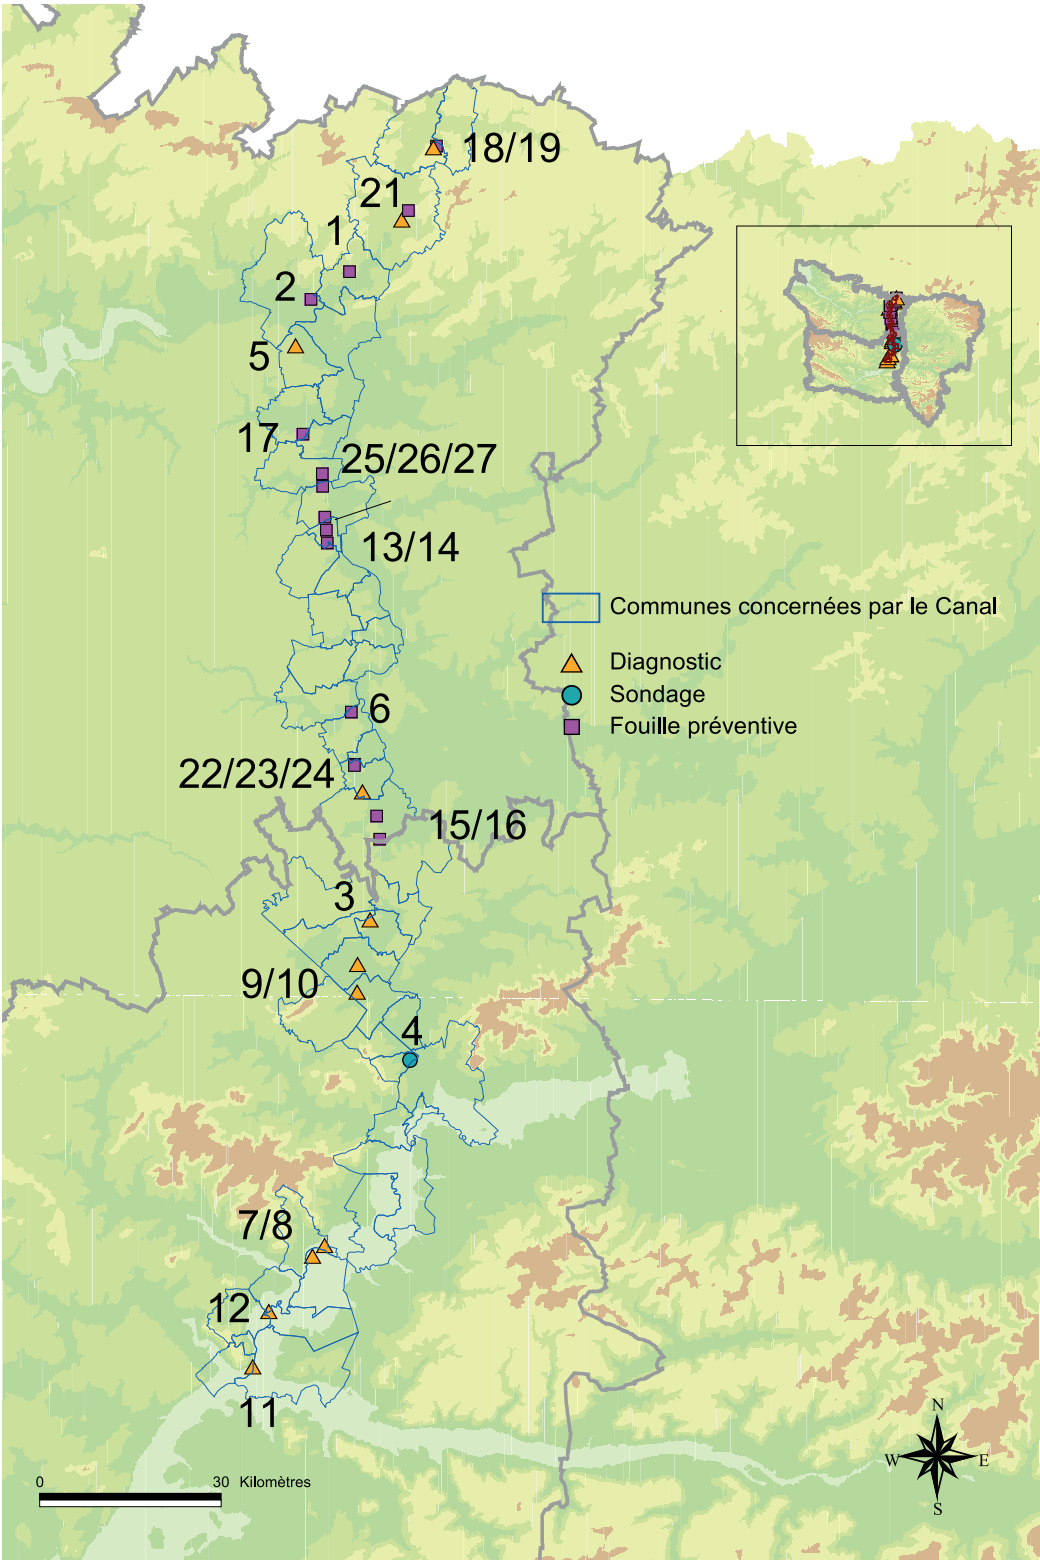 18/19
21
1
2
5
17
25/26/27
13/14
Communes concernées par le Canal
Diagnostic
Sondage
Fouille préventive
6
22/23/24
15/16
3
9/10
4
7/8
12
11
N
W
E
S
0
30 Kilomètres